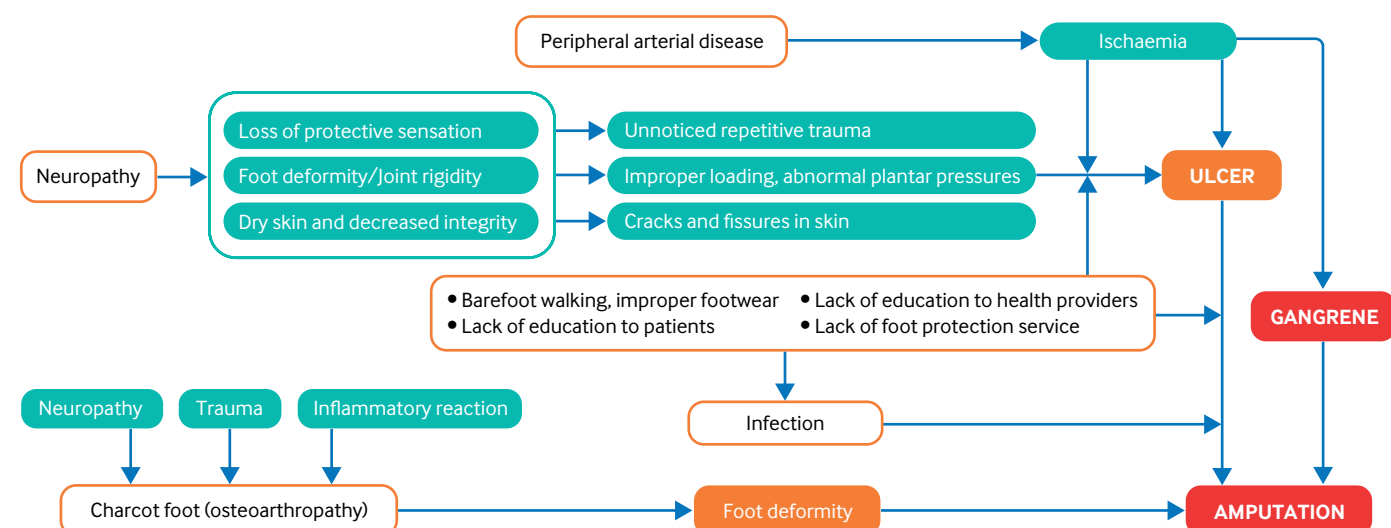 Peripheral arterial disease
Ischaemia
Loss of protective sensation
Unnoticed repetitive trauma
Neuropathy
Foot deformity/Joint rigidity
Improper loading, abnormal plantar pressures
ULCER
Dry skin and decreased integrity
Cracks and fissures in skin
• Barefoot walking, improper footwear
• Lack of education to patients
• Lack of education to health providers
• Lack of foot protection service
GANGRENE
Neuropathy
Trauma
Inflammatory reaction
Infection
Charcot foot (osteoarthropathy)
Foot deformity
AMPUTATION